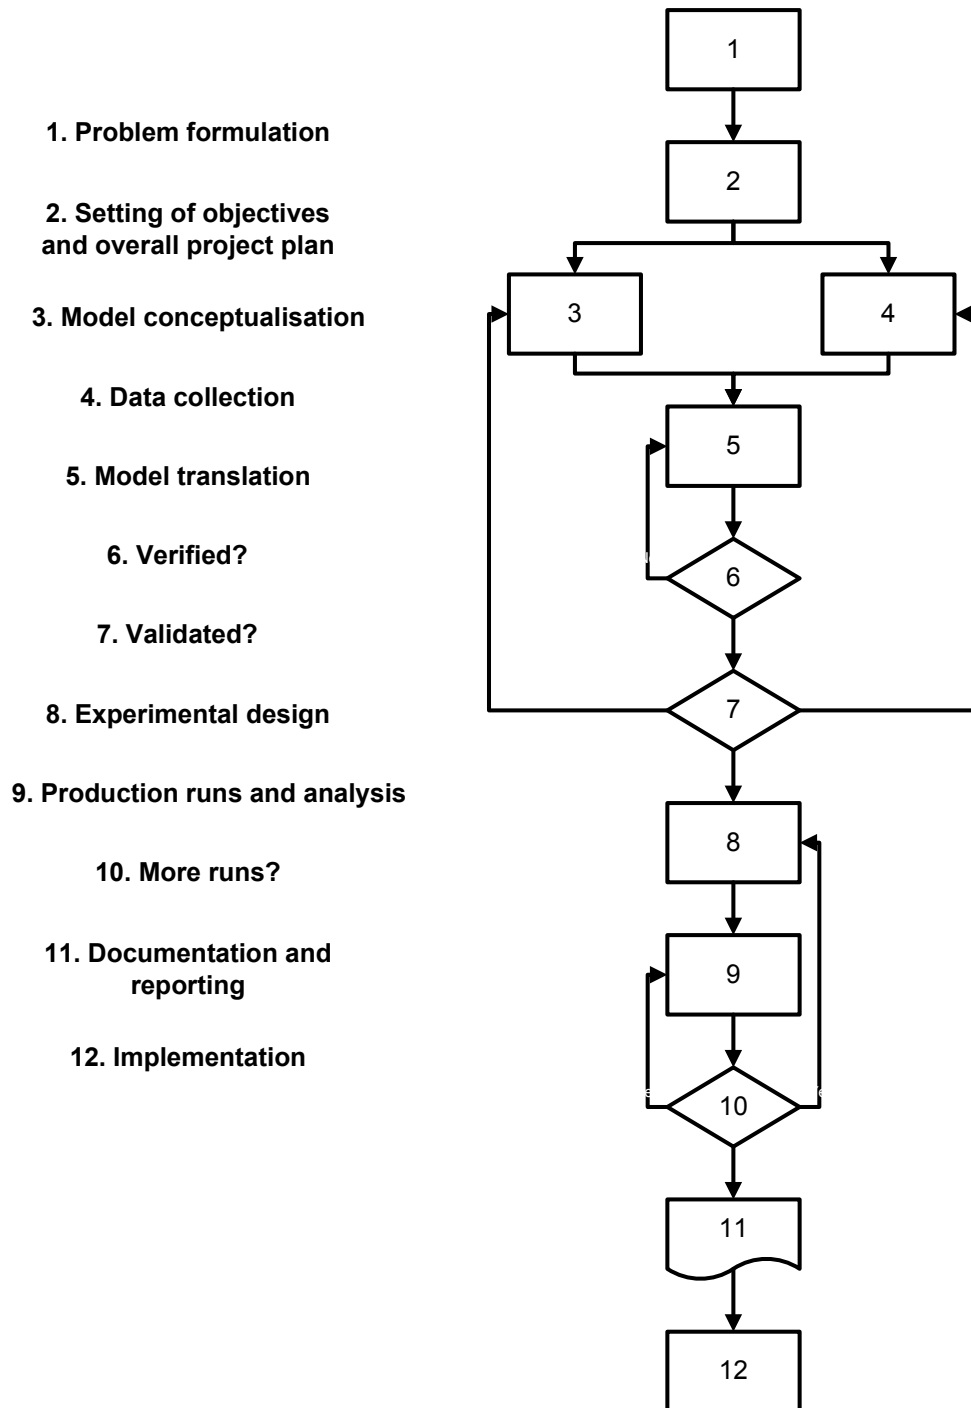 1. Problem formulation
2. Setting of objectives
and overall project plan
3. Model conceptualisation
4. Data collection
5. Model translation
6. Verified?
7. Validated?
8. Experimental design
9. Production runs and analysis
10. More runs?
11. Documentation and
reporting
12. Implementation
1
2
3
4
5
6
7
8
9
10
11
12